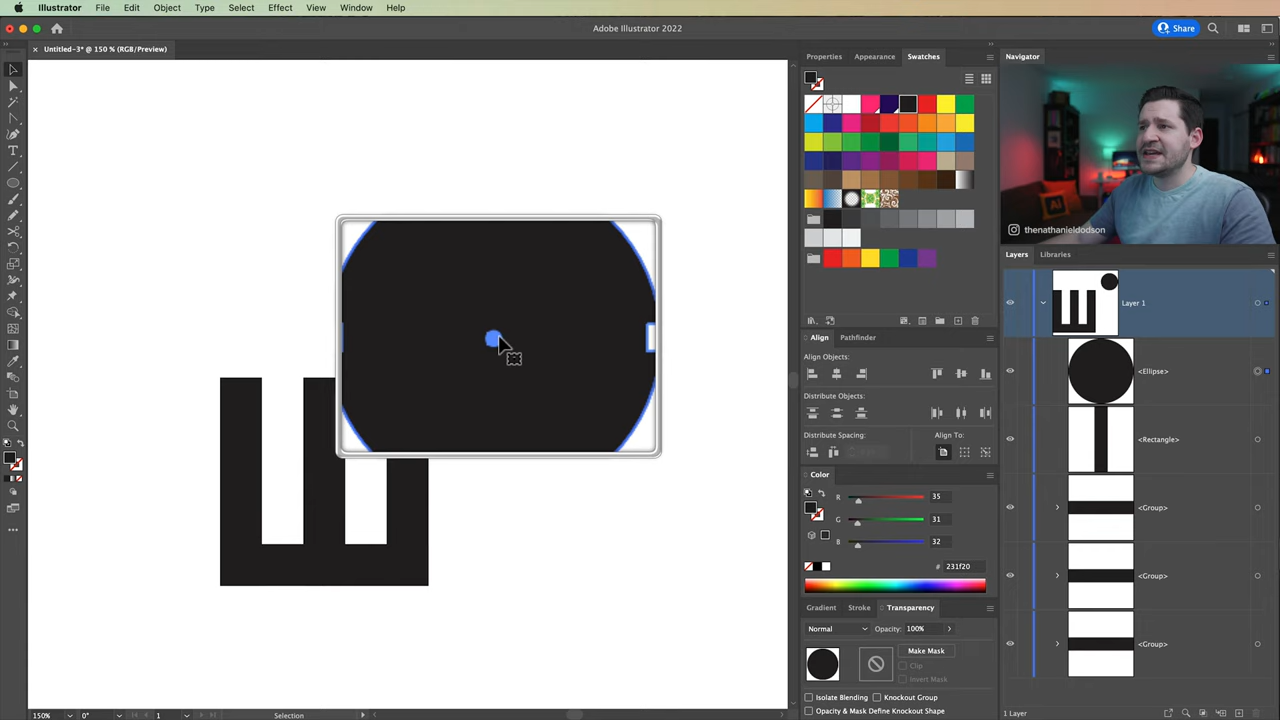 Illustrator File Edit Object Type Select Effect View Window Help
Adobe Illustrator 2022
Share
Untitled-3* @ 150 % (RGB/Preview)
Properties Appearance Swatches
Navigator
thenathanieldodson
Layers Libraries
Layer 1
<Ellipse>
<Rectangle>
<Group>
<Group>
<Group>
Align Pathfinder
Align Objects:
Distribute Objects:
Distribute Spacing:
Align To:
Color
R 35
G 31
B 32
# 231f20
Gradient Stroke Transparency
Normal Opacity: 100%
Make Mask
Clip
Invert Mask
Isolate Blending Knockout Group
Opacity & Mask Define Knockout Shape
150% 0° 1 Selection
1 Layer